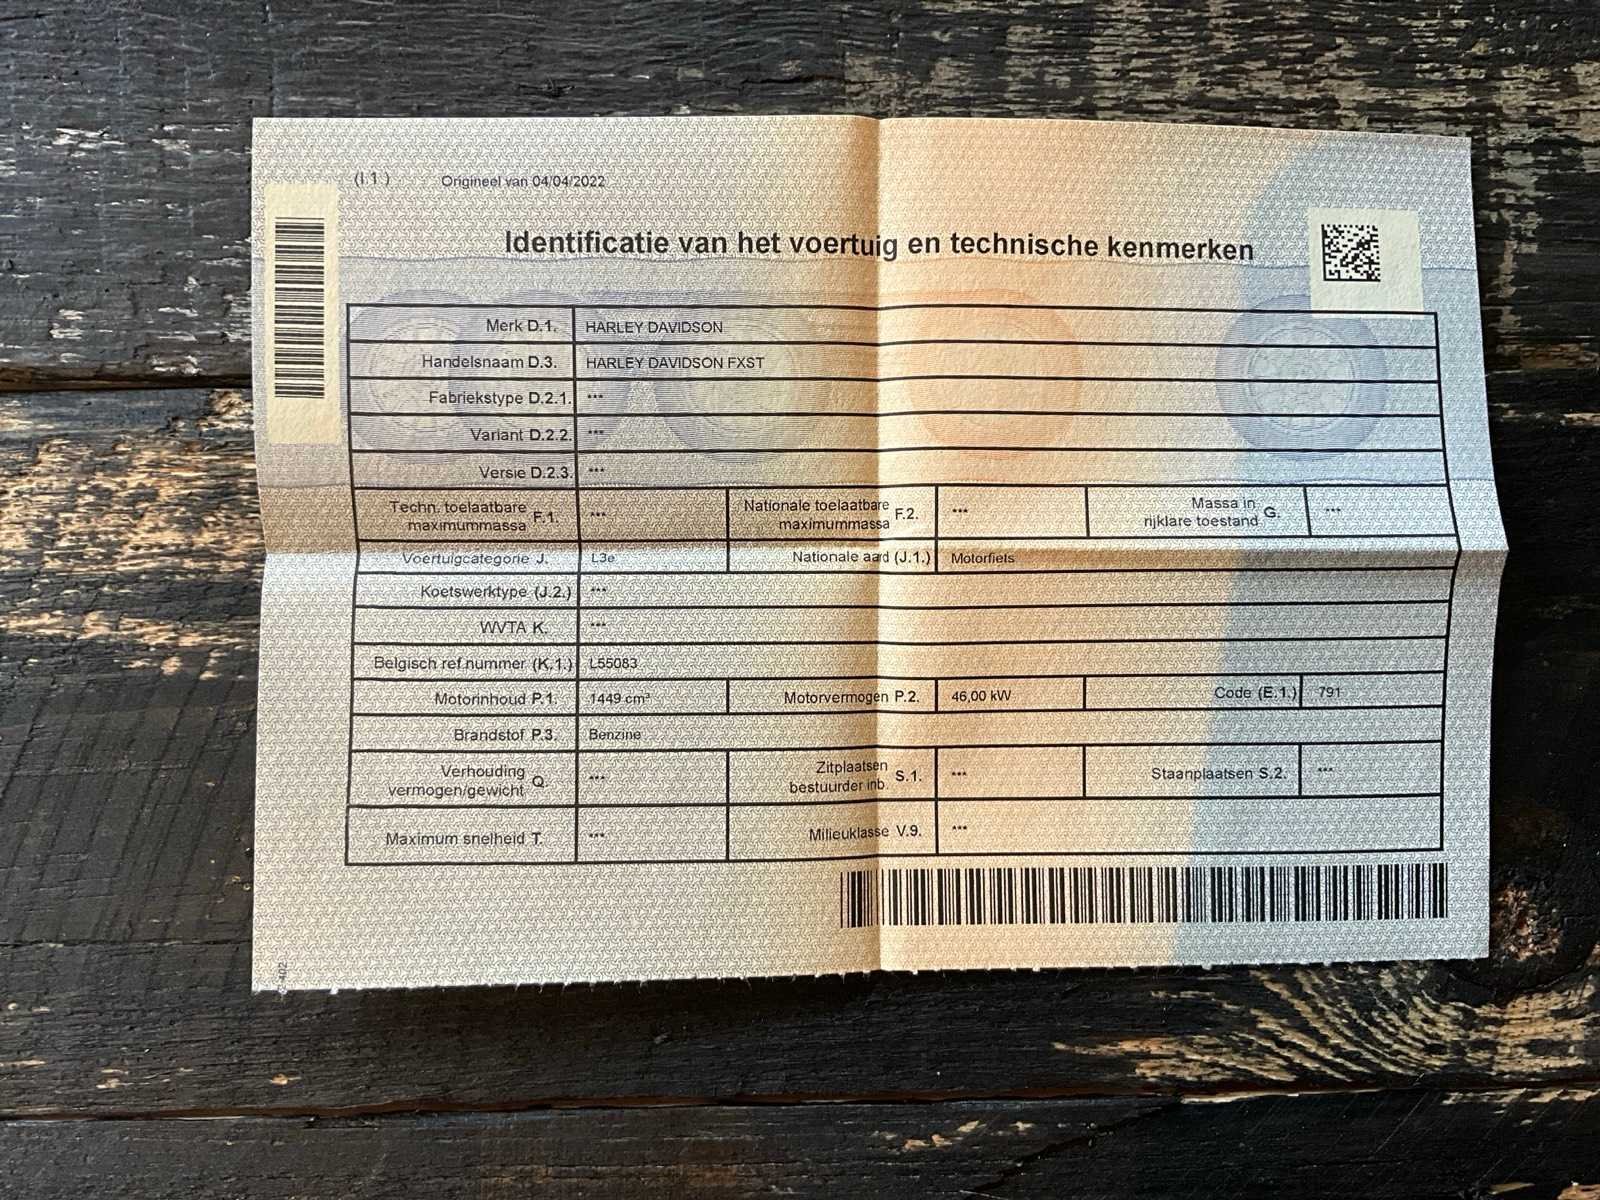 (I.1 ) Origineel van 04/04/2022
Identificatie van het voertuig en technische kenmerken
Merk D.1. HARLEY DAVIDSON
Handelsnaam D.3. HARLEY DAVIDSON FXST
Fabriekstype D.2.1. ***
Variant D.2.2. ***
Versie D.2.3. ***
Techn. toelaatbare maximummassa F.1. *** Nationale toelaatbare maximummassa F.2. *** Massa in rijklare toestand G. ***
Voertuigcategorie J. L3e Nationale aard (J.1.) Motorfiets
Koetswerktype (J.2.) ***
WVTA K. ***
Belgisch ref.nummer (K.1.) L55083
Motorinhoud P.1. 1449 cm³ Motorvermogen P.2. 46,00 kW Code (E.1.) 791
Brandstof P.3. Benzine
Verhouding vermogen/gewicht Q. *** Zitplaatsen bestuurder inb. S.1. *** Staanplaatsen S.2. ***
Maximum snelheid T. *** Milieuklasse V.9. ***